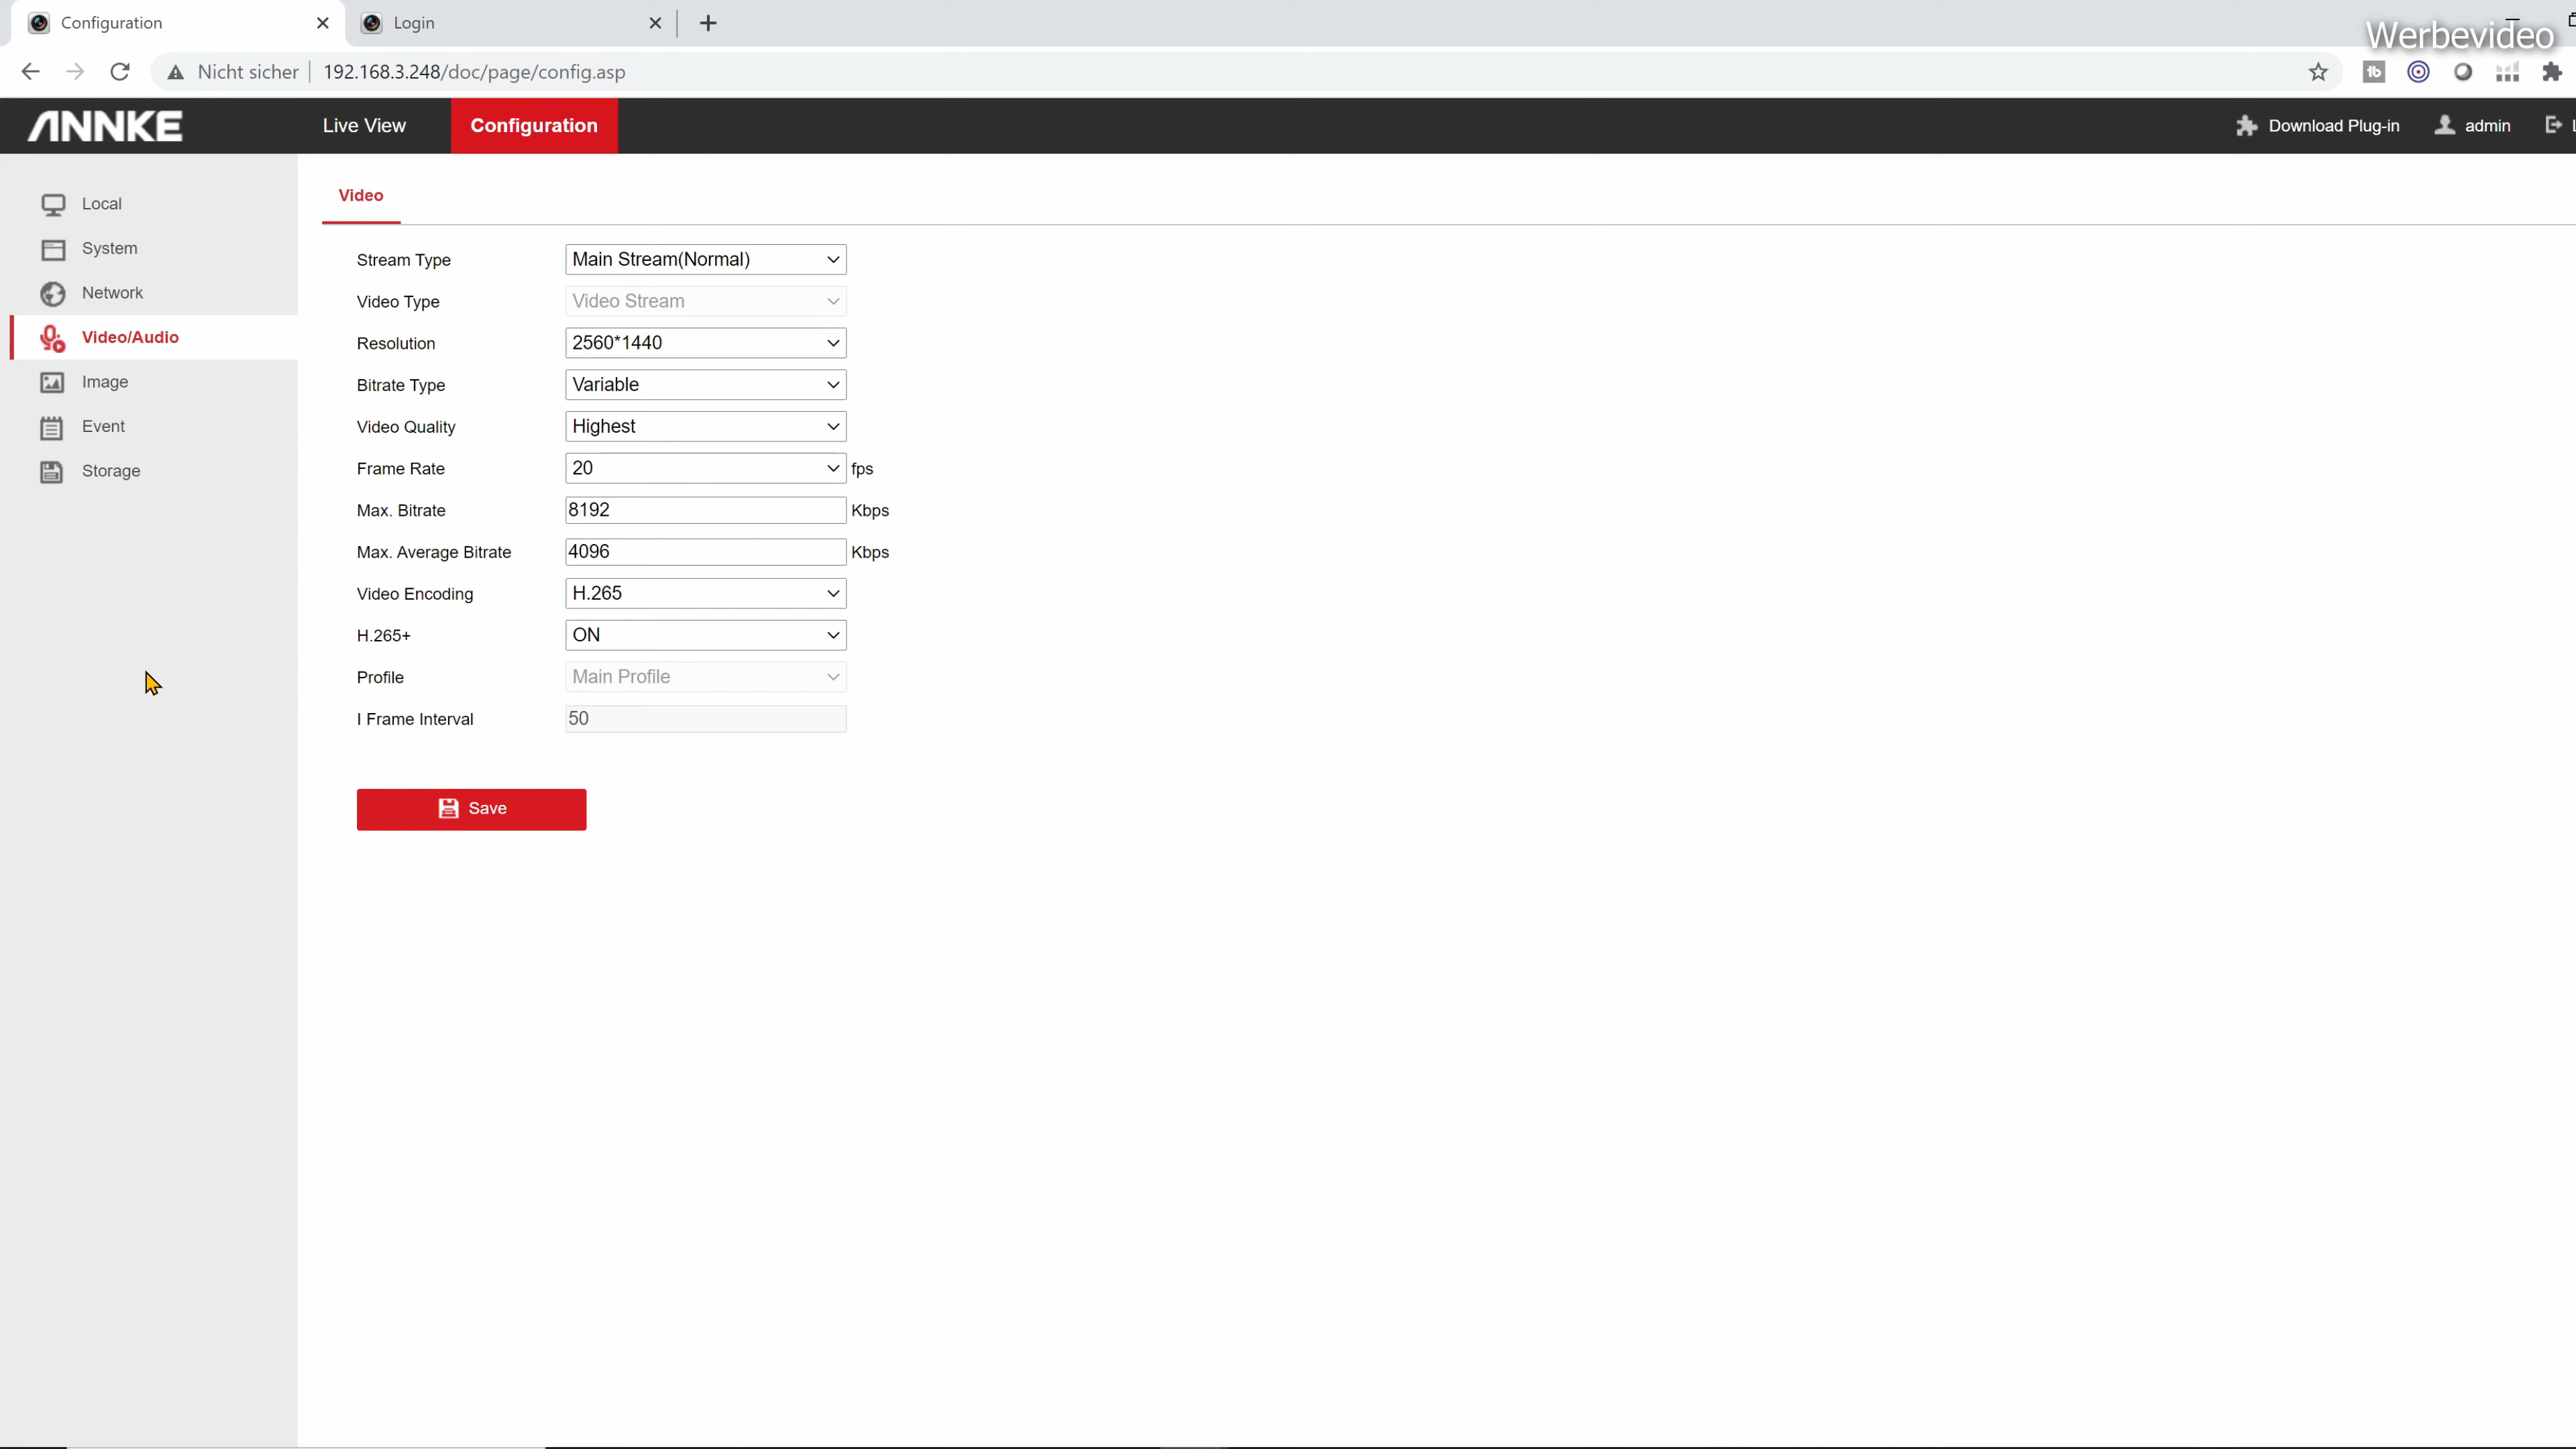 Configuration
Login
Werbevideo
Nicht sicher
192.168.3.248/doc/page/config.asp
ANNKE
Live View
Configuration
Download Plug-in
admin
Local
System
Network
Video/Audio
Image
Event
Storage
Video
Stream Type Main Stream(Normal)
Video Type Video Stream
Resolution 2560*1440
Bitrate Type Variable
Video Quality Highest
Frame Rate 20 fps
Max. Bitrate 8192 Kbps
Max. Average Bitrate 4096 Kbps
Video Encoding H.265
H.265+ ON
Profile Main Profile
I Frame Interval 50
Save